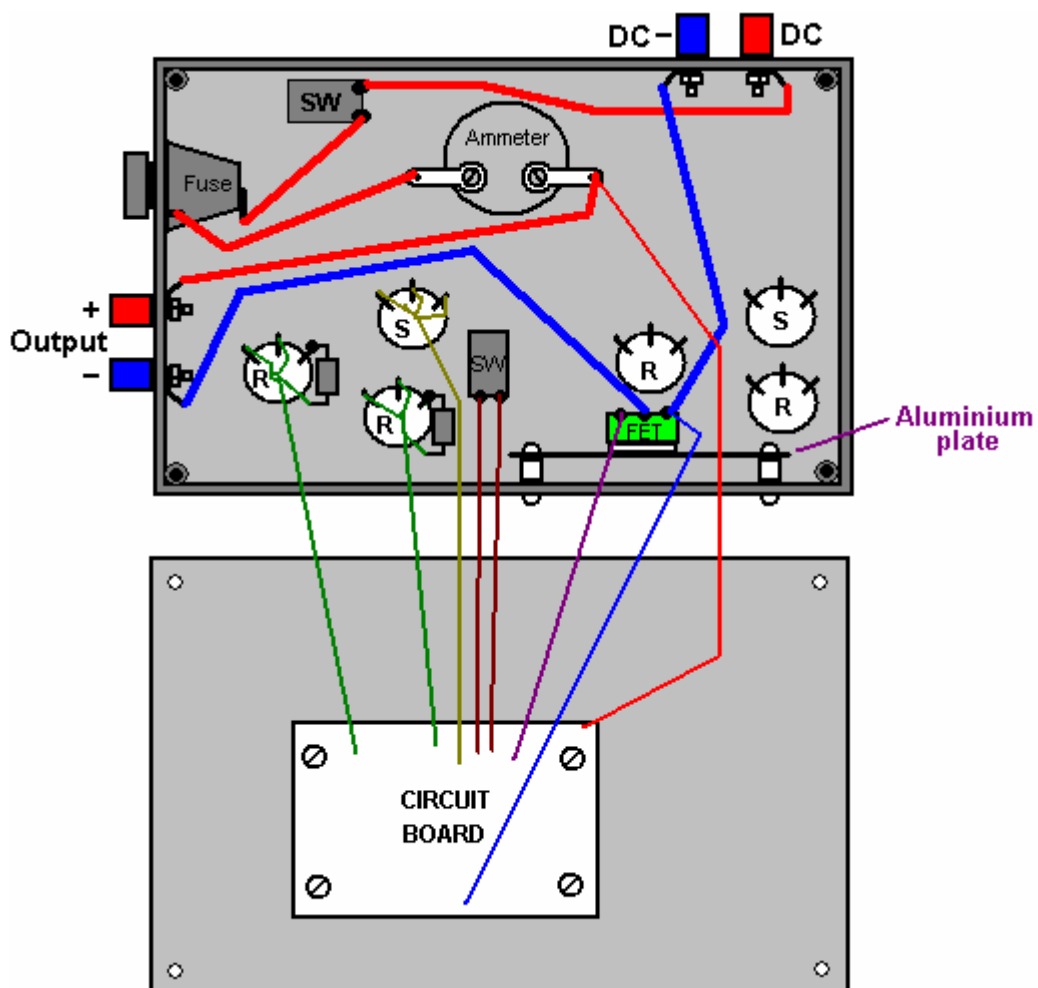 DC - DC
SW
Ammeter
Fuse
+
Output
-
S
S
SW
R
R
R
R
FET
Aluminium
plate
CIRCUIT
BOARD